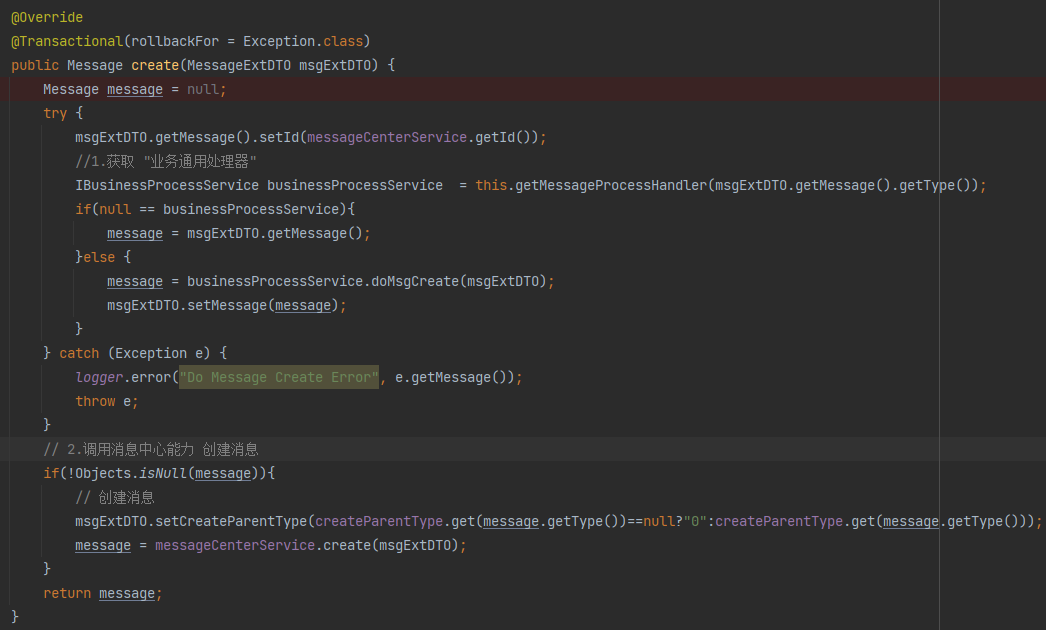 @Override
@Transactional(rollbackFor = Exception.class)
public Message create(MessageExtDTO msgExtDTO) {
    Message message = null;
    try {
        msgExtDTO.getMessage().setId(messageCenterService.getId());
        //1.获取 "业务通用处理器"
        IBusinessProcessService businessProcessService  = this.getMessageProcessHandler(msgExtDTO.getMessage().getType());
        if(null == businessProcessService){
            message = msgExtDTO.getMessage();
        }else {
            message = businessProcessService.doMsgCreate(msgExtDTO);
            msgExtDTO.setMessage(message);
        }
    } catch (Exception e) {
        logger.error("Do Message Create Error", e.getMessage());
        throw e;
    }
    // 2.调用消息中心能力 创建消息
    if(!Objects.isNull(message)){
        // 创建消息
        msgExtDTO.setCreateParentType(createParentType.get(message.getType())==null?"0":createParentType.get(message.getType()));
        message = messageCenterService.create(msgExtDTO);
    }
    return message;
}